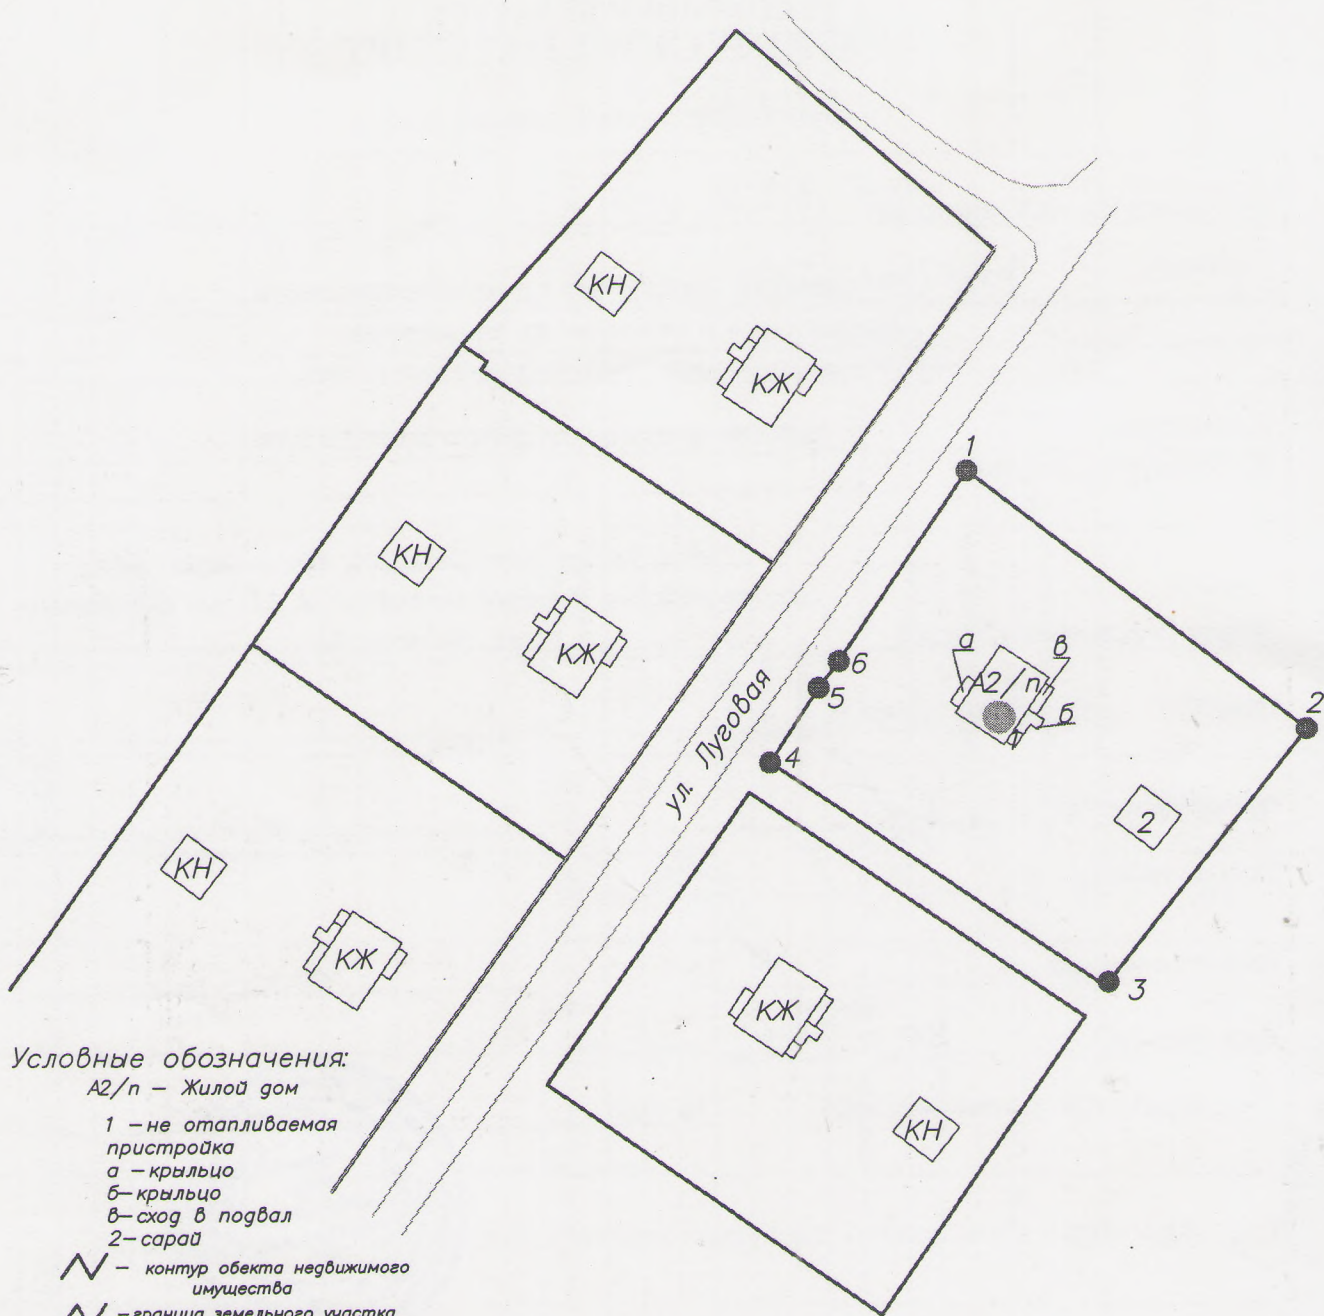 КН
КЖ
1
КН
КЖ
6
5
а
в
А2/п
б
2
4
ул. Луговая
2
КН
КЖ
3
КЖ
КН
Условные обозначения:
А2/п – Жилой дом
1 – не отапливаемая
пристройка
а – крыльцо
б– крыльцо
в– сход в подвал
2– сарай
– контур обекта недвижимого
имущества
– граница земельного участка